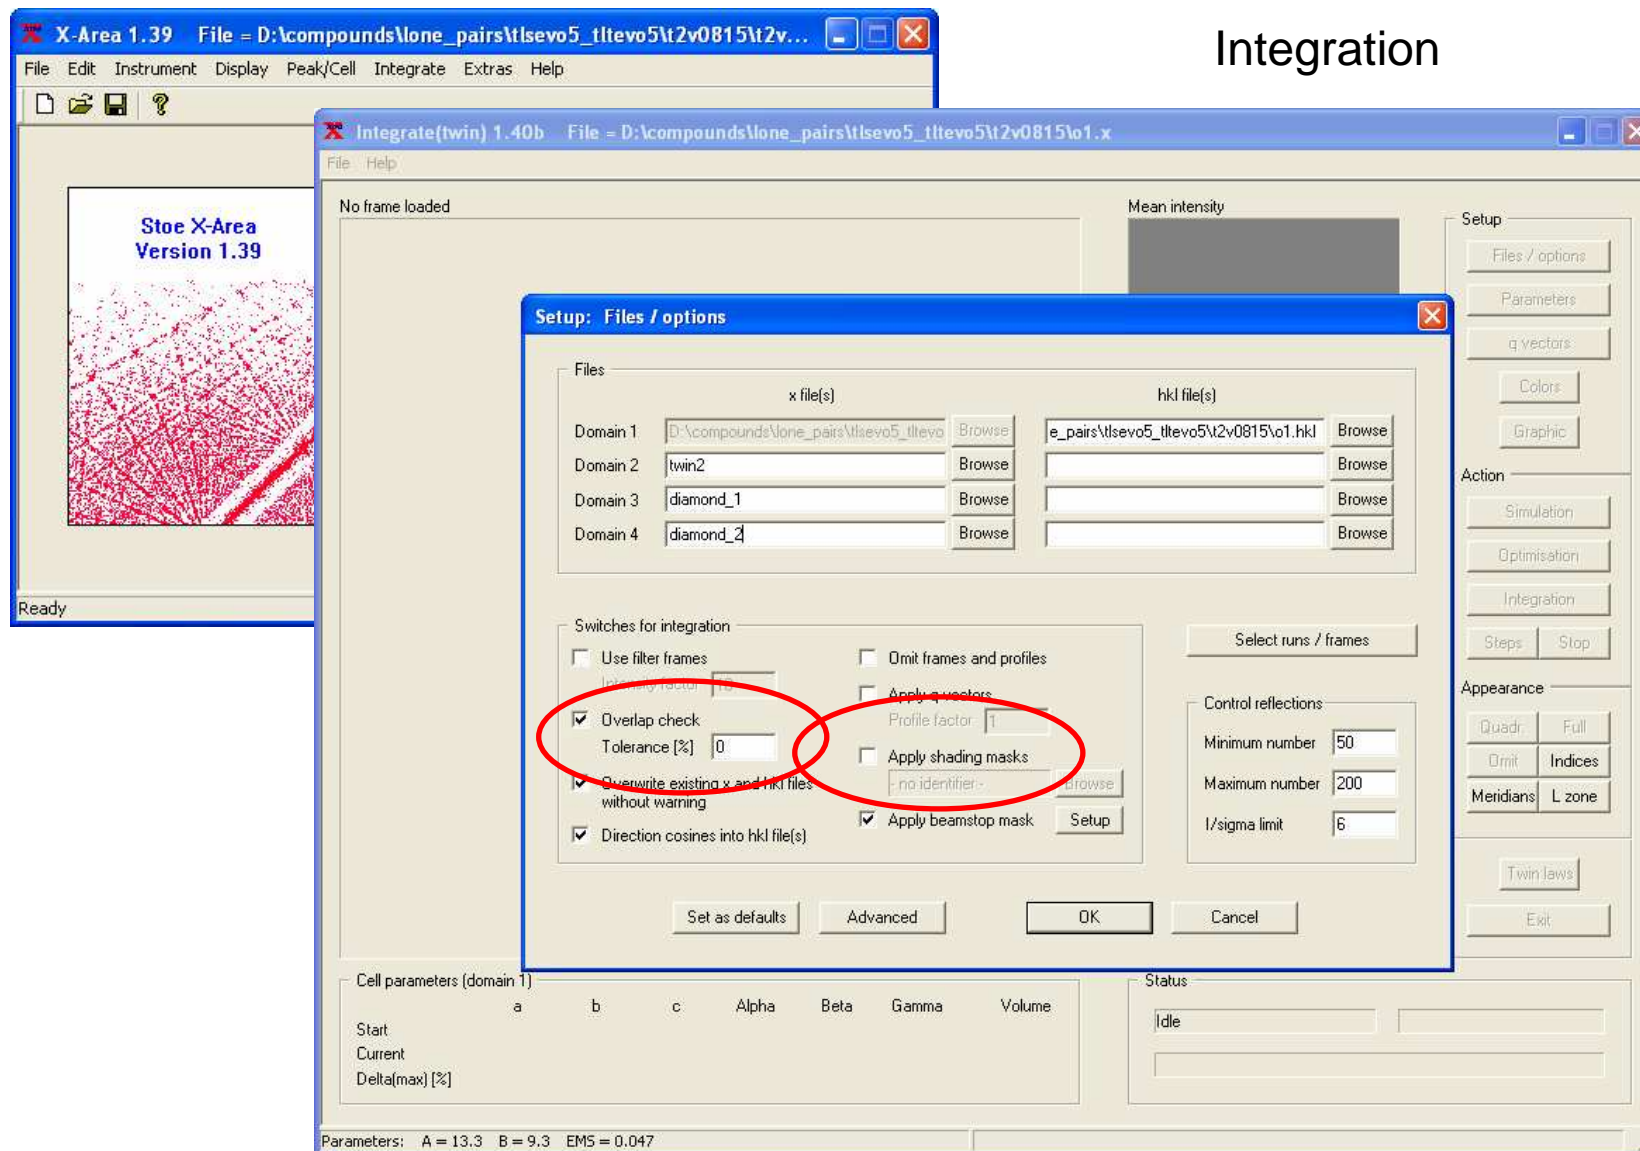 Integration
X-Area 1.39 File = D:\compounds\lone_pairs\tlsevo5_tltevo5\t2v0815\t2v...
File Edit Instrument Display Peak/Cell Integrate Extras Help
Stoe X-Area
Version 1.39
Ready
Integrate(twin) 1.40b File = D:\compounds\lone_pairs\tlsevo5_tltevo5\t2v0815\o1.x
File Help
No frame loaded
Mean intensity
Setup
Files / options
Parameters
q vectors
Colors
Graphic
Action
Simulation
Optimisation
Integration
Steps Stop
Appearance
Quadr. Full
Omit Indices
Meridians L zone
Twin laws
Exit
Setup: Files / options
Files
x file(s) hkl file(s)
Domain 1 D:\compounds\lone_pairs\tlsevo5_tltevo Browse e_pairs\tlsevo5_tltevo5\t2v0815\o1.hkl Browse
Domain 2 twin2 Browse Browse
Domain 3 diamond_1 Browse Browse
Domain 4 diamond_2 Browse Browse
Switches for integration
Use filter frames
Intensity factor 10
Overlap check
Tolerance [%] 0
Overwrite existing x and hkl files
without warning
Direction cosines into hkl file(s)
Omit frames and profiles
Apply q vectors
Profile factor 1
Apply shading masks
- no identifier - Browse
Apply beamstop mask Setup
Select runs / frames
Control reflections
Minimum number 50
Maximum number 200
I/sigma limit 6
Set as defaults Advanced OK Cancel
Cell parameters (domain 1)
a b c Alpha Beta Gamma Volume
Start
Current
Delta(max) [%]
Status
Idle
Parameters: A = 13.3 B = 9.3 EMS = 0.047